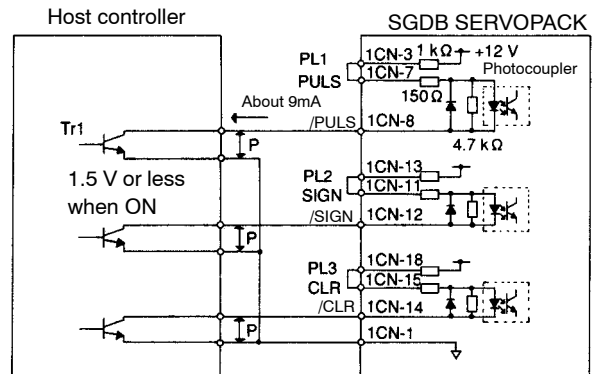 Host controller
SGDB SERVOPACK
PL1 1CN-3 1 kΩ +12 V
PULS 1CN-7 Photocoupler
150Ω
About 9mA
/PULS 1CN-8
Tr1 P 4.7 kΩ
1.5 V or less
when ON
PL2 1CN-13
SIGN 1CN-11
/SIGN 1CN-12
P
PL3 1CN-18
CLR 1CN-15
/CLR 1CN-14
P 1CN-1